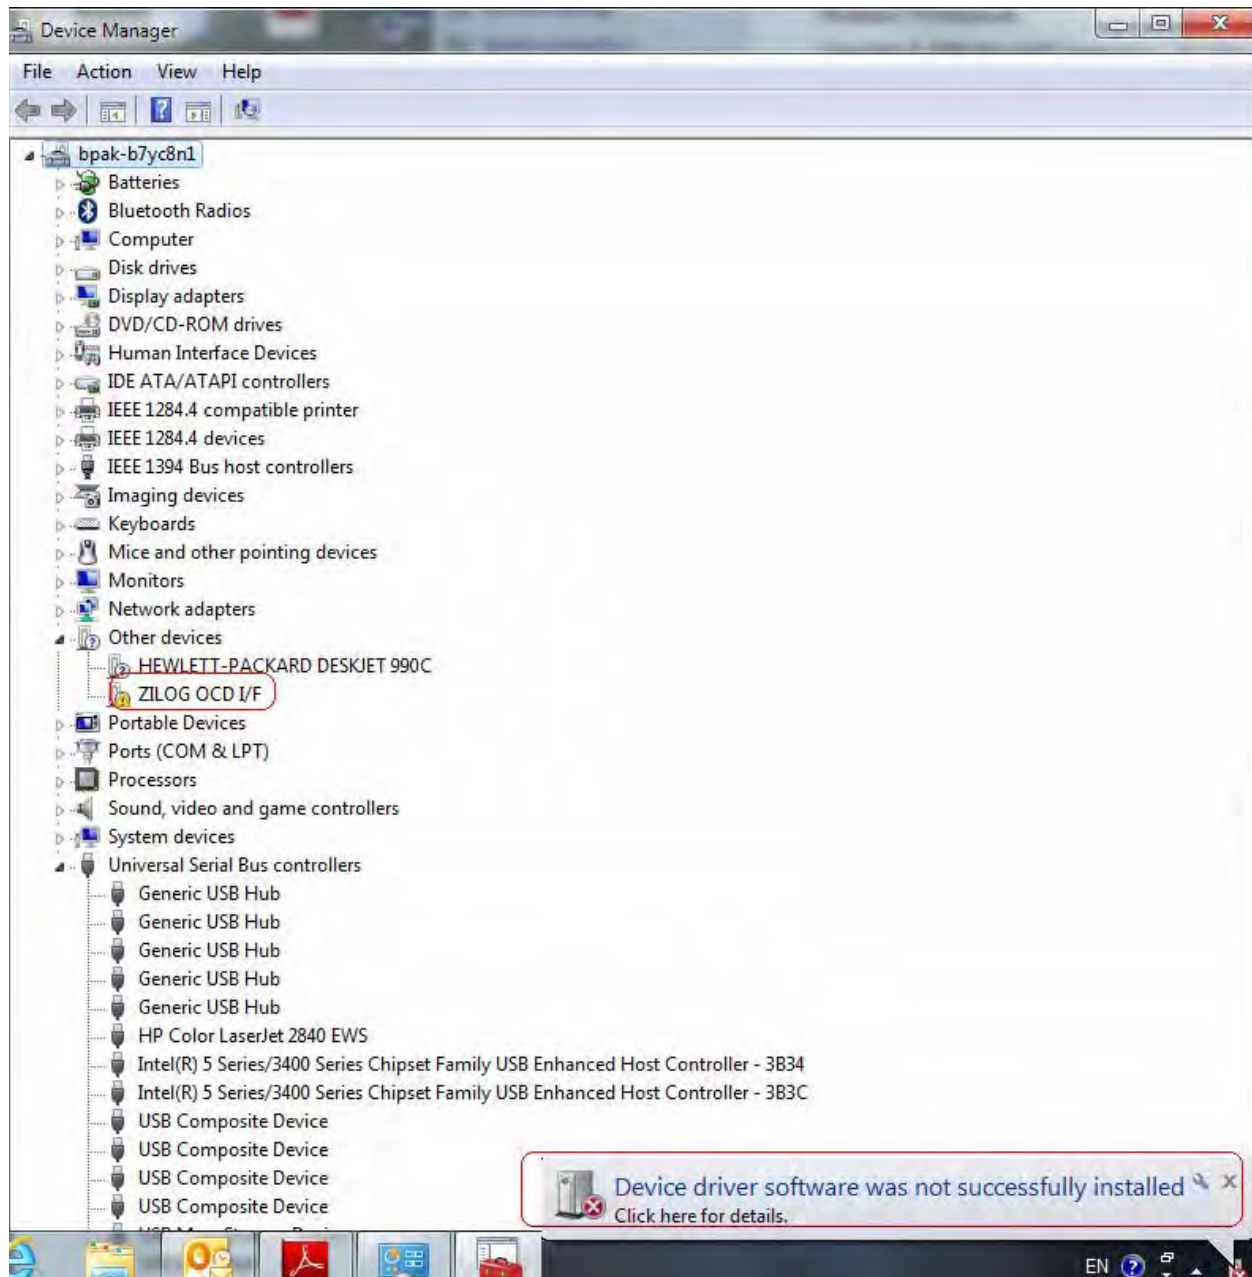 Device Manager
File Action View Help
bpak-b7yc8n1
Batteries
Bluetooth Radios
Computer
Disk drives
Display adapters
DVD/CD-ROM drives
Human Interface Devices
IDE ATA/ATAPI controllers
IEEE 1284.4 compatible printer
IEEE 1284.4 devices
IEEE 1394 Bus host controllers
Imaging devices
Keyboards
Mice and other pointing devices
Monitors
Network adapters
Other devices
HEWLETT-PACKARD DESKJET 990C
ZILOG OCD I/F
Portable Devices
Ports (COM & LPT)
Processors
Sound, video and game controllers
System devices
Universal Serial Bus controllers
Generic USB Hub
Generic USB Hub
Generic USB Hub
Generic USB Hub
Generic USB Hub
HP Color LaserJet 2840 EWS
Intel(R) 5 Series/3400 Series Chipset Family USB Enhanced Host Controller - 3B34
Intel(R) 5 Series/3400 Series Chipset Family USB Enhanced Host Controller - 3B3C
USB Composite Device
USB Composite Device
USB Composite Device
USB Composite Device
Device driver software was not successfully installed
Click here for details.
EN